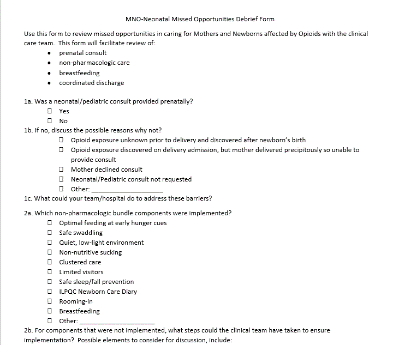 MNO-Neonatal Missed Opportunities Debrief Form
Use this form to review missed opportunities in caring for Mothers and Newborns affected by Opioids with the clinical
care team. This form will facilitate review of:
• prenatal consult
• non-pharmacologic care
• breastfeeding
• coordinated discharge
1a. Was a neonatal/pediatric consult provided prenatally?
☐ Yes
☐ No
1b. If no, discuss the possible reasons why not?
☐ Opioid exposure unknown prior to delivery and discovered after newborn's birth
☐ Opioid exposure discovered on delivery admission, but mother delivered precipitously so unable to
provide consult
☐ Mother declined consult
☐ Neonatal/Pediatric consult not requested
☐ Other: ____________________
1c. What could your team/hospital do to address these barriers?
2a. Which non-pharmacologic bundle components were implemented?
☐ Optimal feeding at early hunger cues
☐ Safe swaddling
☐ Quiet, low-light environment
☐ Non-nutritive sucking
☐ Clustered care
☐ Limited visitors
☐ Safe sleep/fall prevention
☐ ILPQC Newborn Care Diary
☐ Rooming-in
☐ Breastfeeding
☐ Other: ____________________
2b. For components that were not implemented, what steps could the clinical team have taken to ensure
implementation? Possible elements to consider for discussion, include: